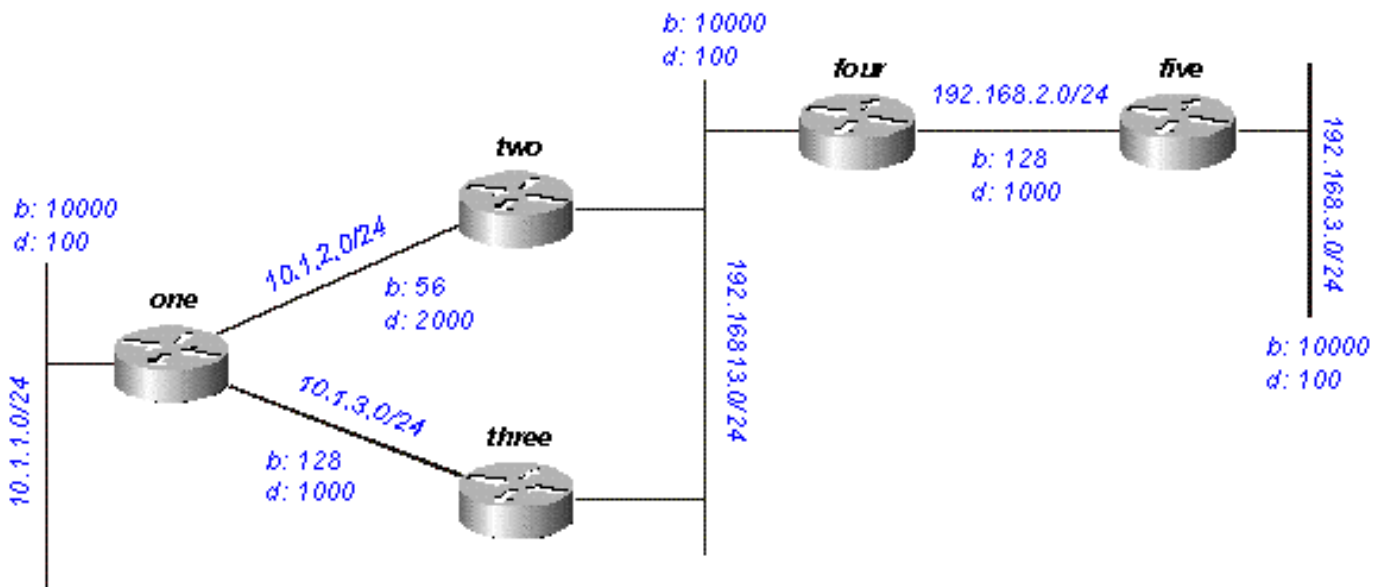 b: 10000
d: 100
four
five
192.168.2.0/24
b: 128
d: 1000
192.168.3.0/24
b: 10000
d: 100
two
b: 10000
d: 100
10.1.2.0/24
b: 56
d: 2000
one
10.1.1.0/24
10.1.3.0/24
b: 128
d: 1000
three
192.16813.0/24